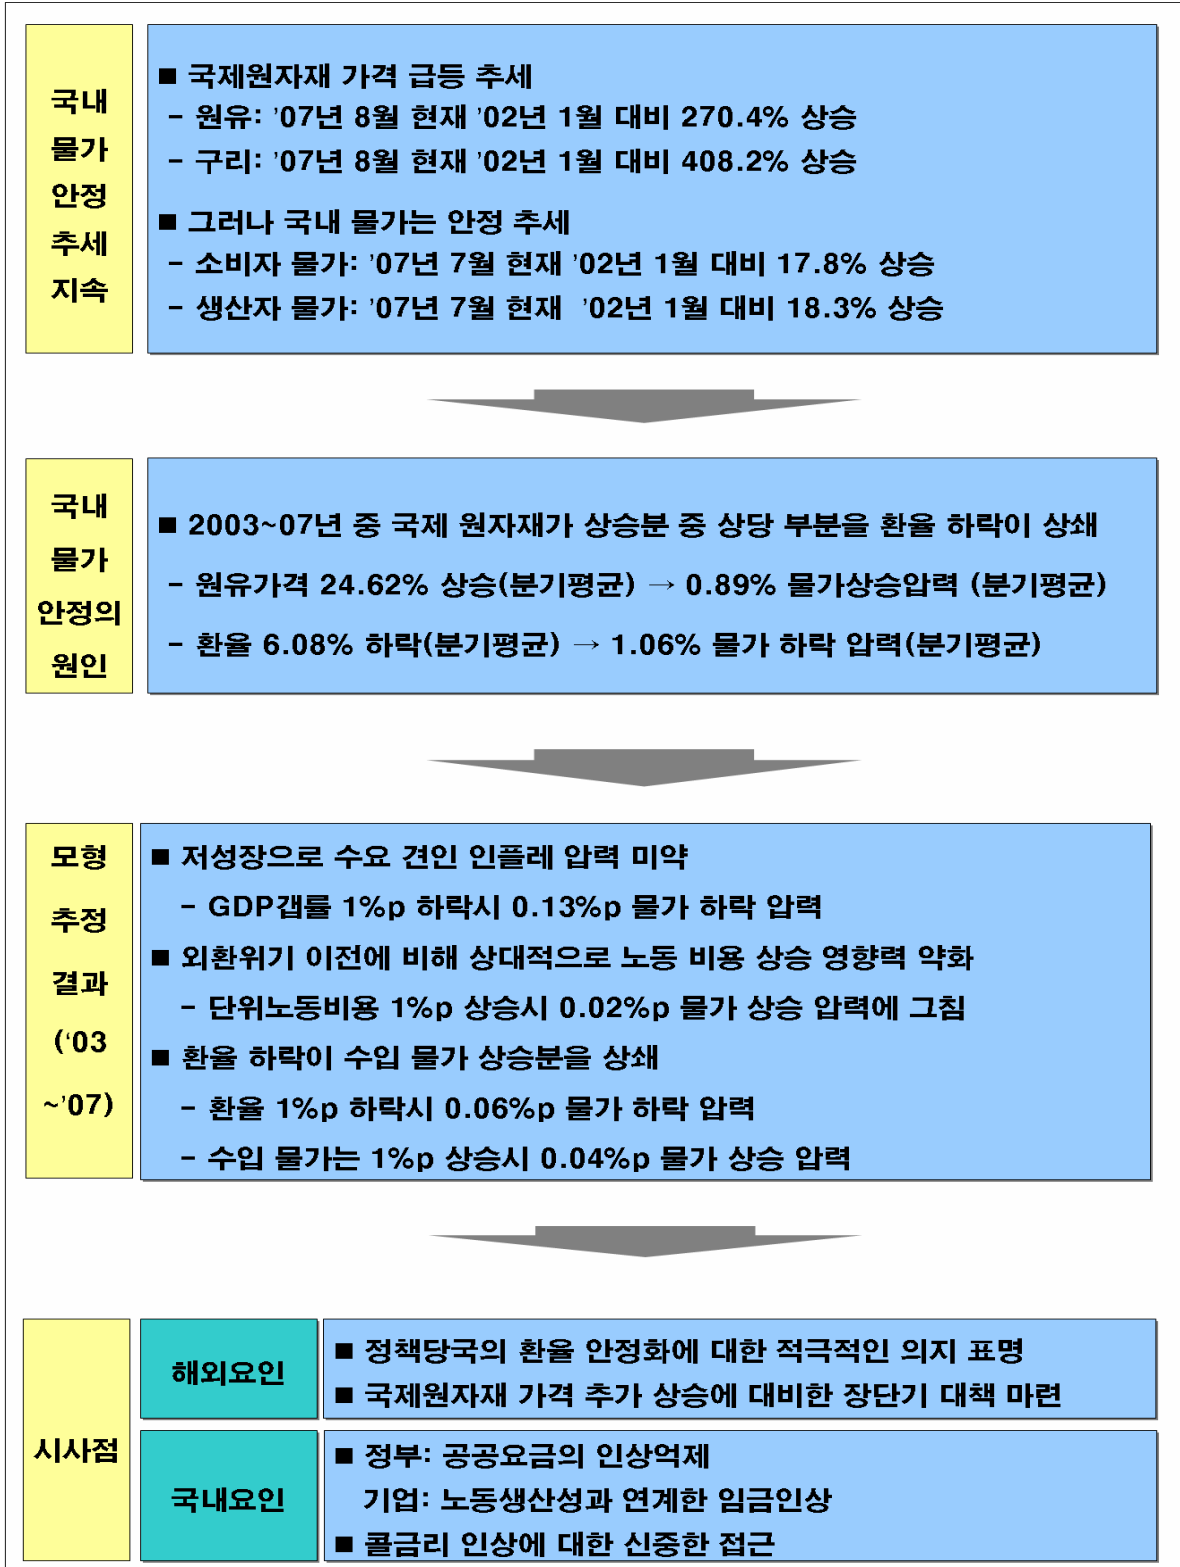 국내
물가
안정
추세
지속
■ 국제원자재 가격 급등 추세
- 원유: '07년 8월 현재 '02년 1월 대비 270.4% 상승
- 구리: '07년 8월 현재 '02년 1월 대비 408.2% 상승
■ 그러나 국내 물가는 안정 추세
- 소비자 물가: '07년 7월 현재 '02년 1월 대비 17.8% 상승
- 생산자 물가: '07년 7월 현재 '02년 1월 대비 18.3% 상승
국내
물가
안정의
원인
■ 2003~07년 중 국제 원자재가 상승분 중 상당 부분을 환율 하락이 상쇄
- 원유가격 24.62% 상승(분기평균) → 0.89% 물가상승압력 (분기평균)
- 환율 6.08% 하락(분기평균) → 1.06% 물가 하락 압력(분기평균)
모형
추정
결과
('03
~'07)
■ 저성장으로 수요 견인 인플레 압력 미약
- GDP갭률 1%p 하락시 0.13%p 물가 하락 압력
■ 외환위기 이전에 비해 상대적으로 노동 비용 상승 영향력 약화
- 단위노동비용 1%p 상승시 0.02%p 물가 상승 압력에 그침
■ 환율 하락이 수입 물가 상승분을 상쇄
- 환율 1%p 하락시 0.06%p 물가 하락 압력
- 수입 물가는 1%p 상승시 0.04%p 물가 상승 압력
시사점
해외요인
■ 정책당국의 환율 안정화에 대한 적극적인 의지 표명
■ 국제원자재 가격 추가 상승에 대비한 장단기 대책 마련
국내요인
■ 정부: 공공요금의 인상억제
기업: 노동생산성과 연계한 임금인상
■ 콜금리 인상에 대한 신중한 접근